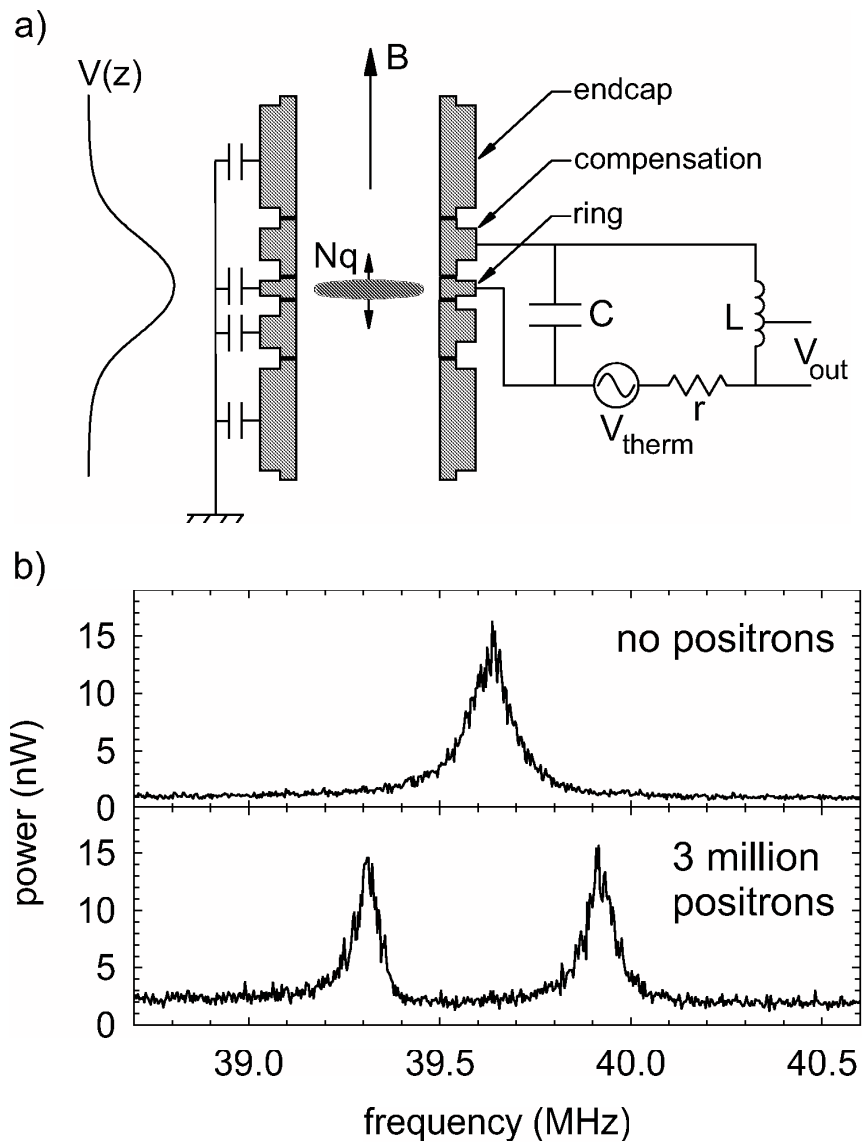 a)
V(z)
B
endcap
compensation
ring
Nq
C
L
V_out
r
V_therm
b)
no positrons
15
10
5
0
3 million
positrons
15
10
5
0
power (nW)
39.0 39.5 40.0 40.5
frequency (MHz)